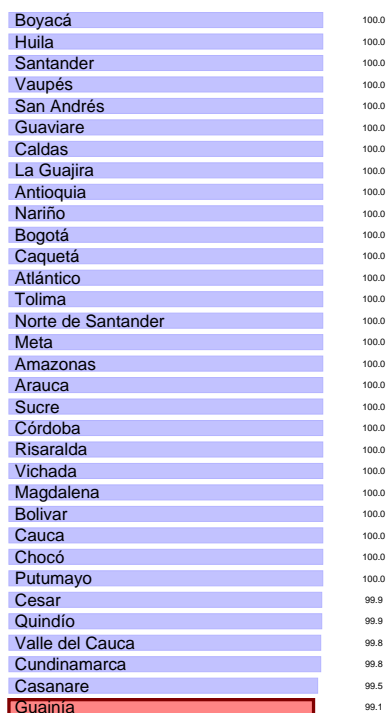 Boyacá 100.0
Huila 100.0
Santander 100.0
Vaupés 100.0
San Andrés 100.0
Guaviare 100.0
Caldas 100.0
La Guajira 100.0
Antioquia 100.0
Nariño 100.0
Bogotá 100.0
Caquetá 100.0
Atlántico 100.0
Tolima 100.0
Norte de Santander 100.0
Meta 100.0
Amazonas 100.0
Arauca 100.0
Sucre 100.0
Córdoba 100.0
Risaralda 100.0
Vichada 100.0
Magdalena 100.0
Bolivar 100.0
Cauca 100.0
Chocó 100.0
Putumayo 100.0
Cesar 99.9
Quindío 99.9
Valle del Cauca 99.8
Cundinamarca 99.8
Casanare 99.5
Guainía 99.1